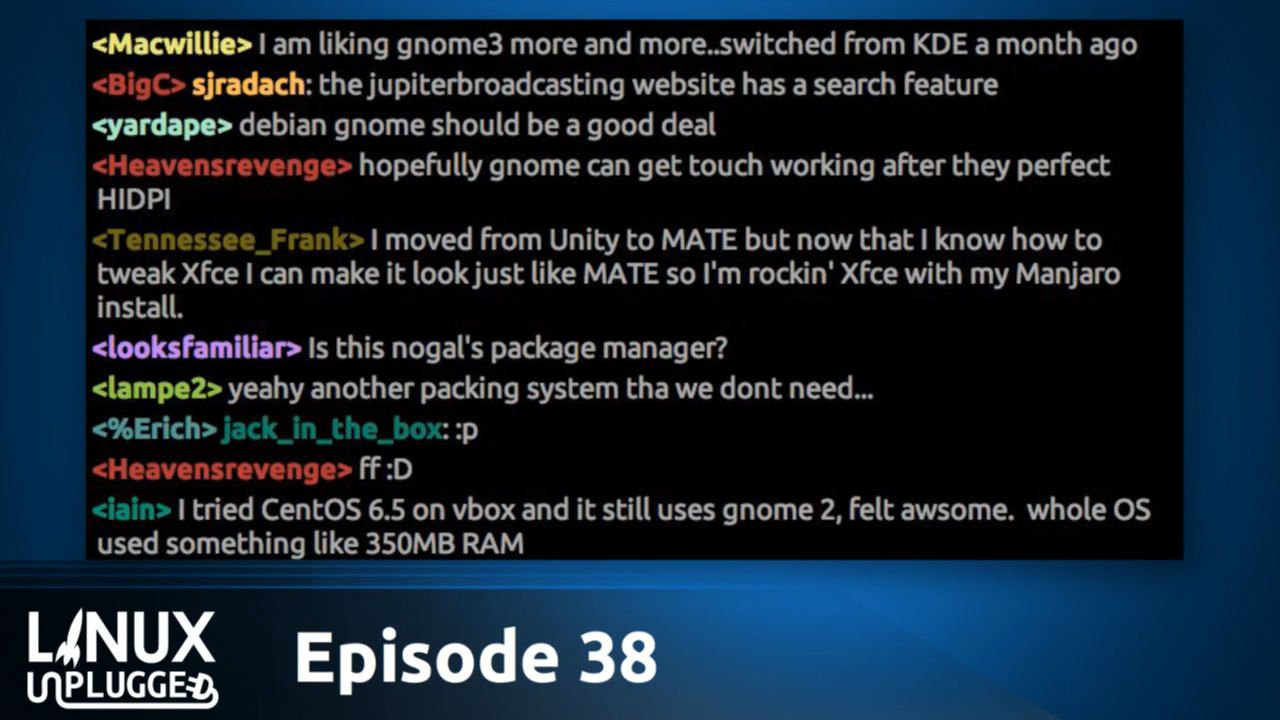 <Macwillie> I am liking gnome3 more and more..switched from KDE a month ago
<BigC> sjradach: the jupiterbroadcasting website has a search feature
<yardape> debian gnome should be a good deal
<Heavensrevenge> hopefully gnome can get touch working after they perfect
HIDPI
<Tennessee_Frank> I moved from Unity to MATE but now that I know how to
tweak Xfce I can make it look just like MATE so I'm rockin' Xfce with my Manjaro
install.
<looksfamiliar> Is this nogal's package manager?
<lampe2> yeahy another packing system tha we dont need...
<%Erich> jack_in_the_box: :p
<Heavensrevenge> ff :D
<iain> I tried CentOS 6.5 on vbox and it still uses gnome 2, felt awsome.  whole OS
used something like 350MB RAM
LINUX
UNPLUGGED
Episode 38